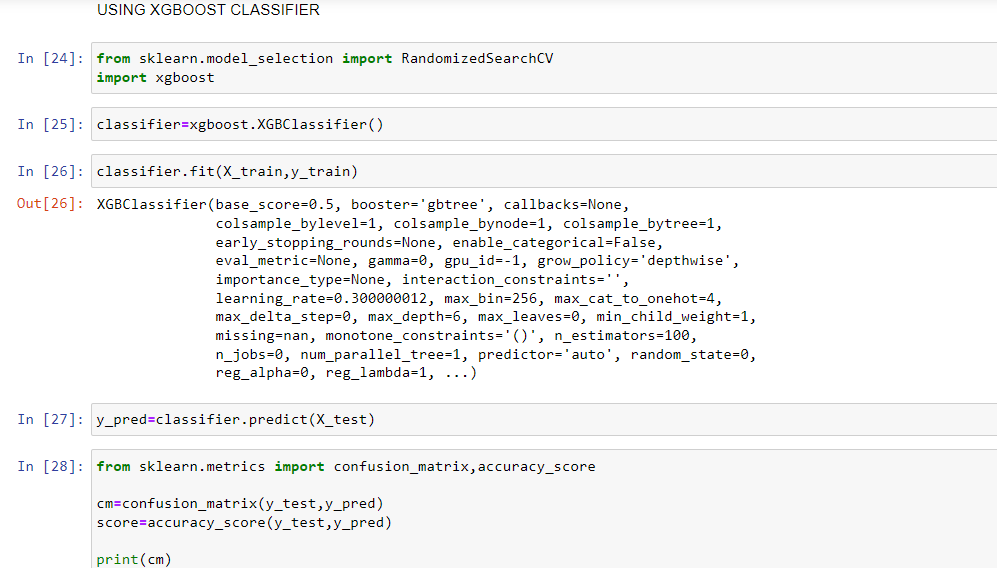 USING XGBOOST CLASSIFIER
In [24]: from sklearn.model_selection import RandomizedSearchCV
import xgboost
In [25]: classifier=xgboost.XGBClassifier()
In [26]: classifier.fit(X_train,y_train)
Out[26]: XGBClassifier(base_score=0.5, booster='gbtree', callbacks=None,
colsample_bylevel=1, colsample_bynode=1, colsample_bytree=1,
early_stopping_rounds=None, enable_categorical=False,
eval_metric=None, gamma=0, gpu_id=-1, grow_policy='depthwise',
importance_type=None, interaction_constraints='',
learning_rate=0.300000012, max_bin=256, max_cat_to_onehot=4,
max_delta_step=0, max_depth=6, max_leaves=0, min_child_weight=1,
missing=nan, monotone_constraints='()', n_estimators=100,
n_jobs=0, num_parallel_tree=1, predictor='auto', random_state=0,
reg_alpha=0, reg_lambda=1, ...)
In [27]: y_pred=classifier.predict(X_test)
In [28]: from sklearn.metrics import confusion_matrix,accuracy_score
cm=confusion_matrix(y_test,y_pred)
score=accuracy_score(y_test,y_pred)
print(cm)